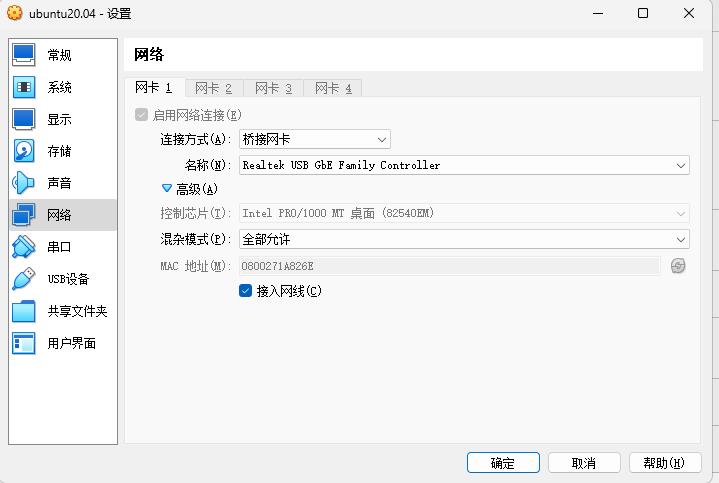 ubuntu20.04 - 设置
常规
系统
显示
存储
声音
网络
串口
USB设备
共享文件夹
用户界面
网络
网卡 1 网卡 2 网卡 3 网卡 4
启用网络连接(E)
连接方式(A): 桥接网卡
名称(N): Realtek USB GbE Family Controller
高级(A)
控制芯片(T): Intel PRO/1000 MT 桌面 (82540EM)
混杂模式(P): 全部允许
MAC 地址(M): 0800271A826E
接入网线(C)
确定 取消 帮助(H)